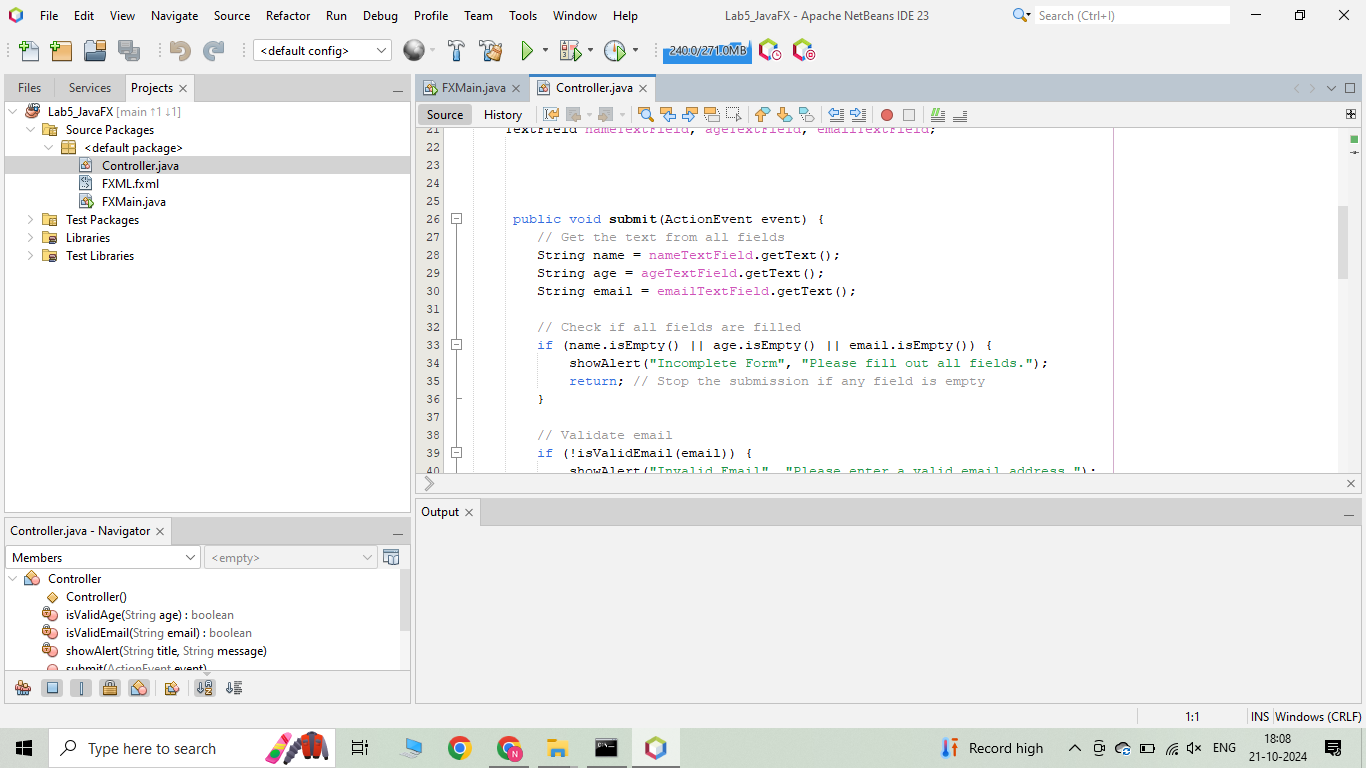 File Edit View Navigate Source Refactor Run Debug Profile Team Tools Window Help
Lab5_JavaFX - Apache NetBeans IDE 23
Search (Ctrl+I)
<default config>
240.0/271.0MB
Files Services Projects
Lab5_JavaFX [main ↑1 ↓1]
Source Packages
<default package>
Controller.java
FXML.fxml
FXMain.java
Test Packages
Libraries
Test Libraries
FXMain.java Controller.java
Source History
21 TextField nameTextField, ageTextField, emailTextField;
22
23
24
25
26 public void submit(ActionEvent event) {
27 // Get the text from all fields
28 String name = nameTextField.getText();
29 String age = ageTextField.getText();
30 String email = emailTextField.getText();
31
32 // Check if all fields are filled
33 if (name.isEmpty() || age.isEmpty() || email.isEmpty()) {
34 showAlert("Incomplete Form", "Please fill out all fields.");
35 return; // Stop the submission if any field is empty
36 }
37
38 // Validate email
39 if (!isValidEmail(email)) {
40 showAlert("Invalid Email", "Please enter a valid email address.");
Controller.java - Navigator
Members
<empty>
Controller
Controller()
isValidAge(String age) : boolean
isValidEmail(String email) : boolean
showAlert(String title, String message)
submit(ActionEvent event)
Output
1:1 INS Windows (CRLF)
Type here to search
N
Record high
ENG
18:08
21-10-2024